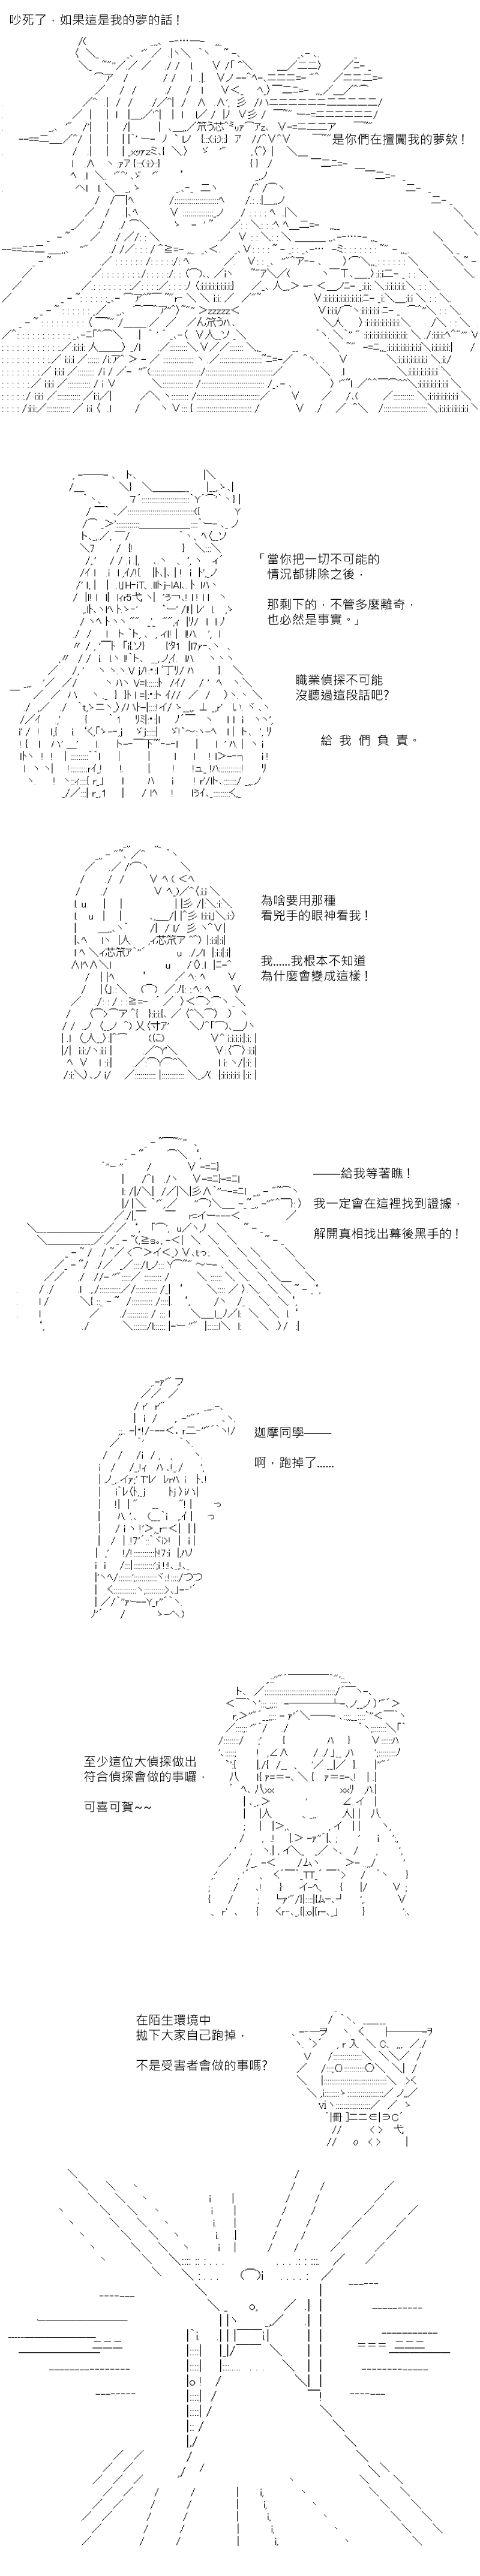 吵死了，如果這是我的夢的話！
是你們在擅闖我的夢欸！
「當你把一切不可能的
情況都排除之後，
那剩下的，不管多麼離奇，
也必然是事實。」
職業偵探不可能
沒聽過這段話吧？
給 我 們 負 責。
為啥要用那種
看兇手的眼神看我！
我……我根本不知道
為什麼會變成這樣！
——給我等著瞧！
我一定會在這裡找到證據，
解開真相找出幕後黑手的！
迦摩同學——
啊，跑掉了……
至少這位大偵探做出
符合偵探會做的事囉，
可喜可賀~~
在陌生環境中
拋下大家自己跑掉，
不是受害者會做的事嗎?